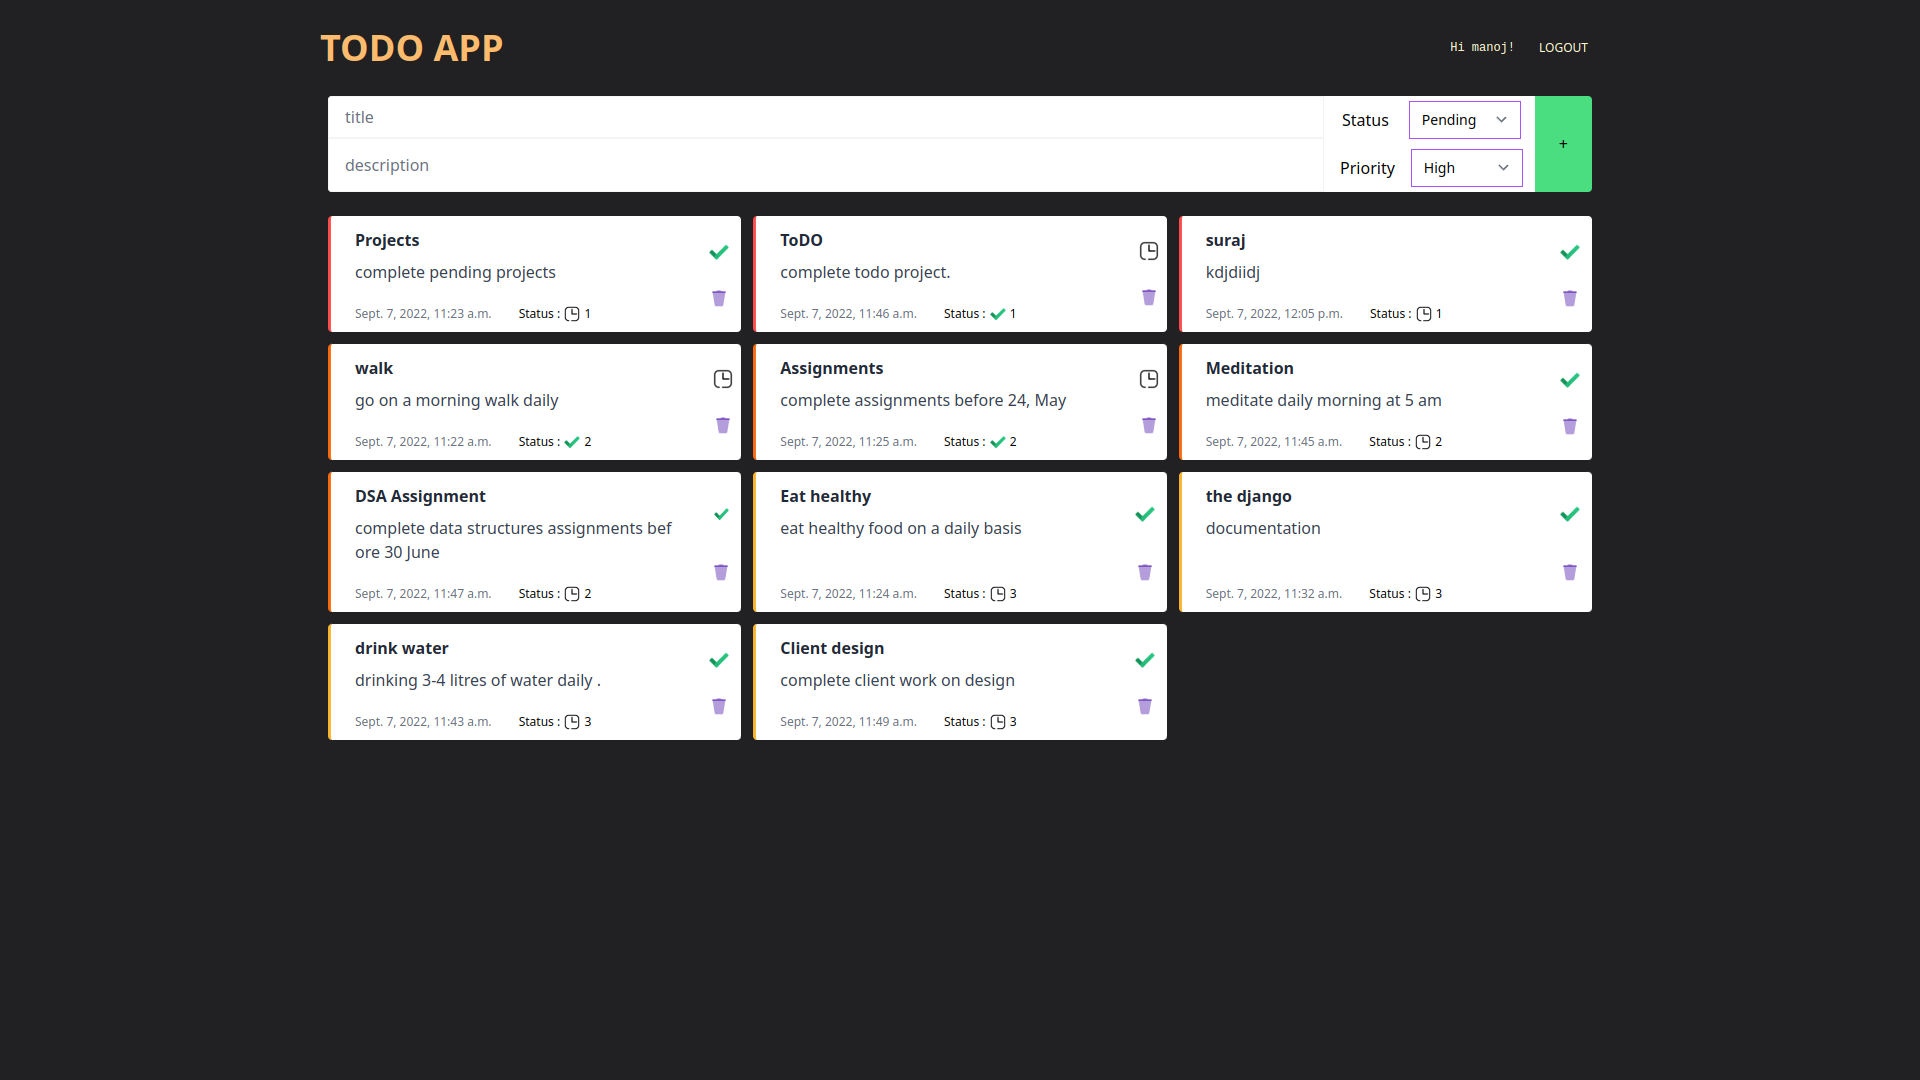 TODO APP
Hi manoj! LOGOUT
title
Status Pending
description
Priority High
+
Projects
complete pending projects
Sept. 7, 2022, 11:23 a.m. Status : 1
ToDO
complete todo project.
Sept. 7, 2022, 11:46 a.m. Status : 1
suraj
kdjdiidj
Sept. 7, 2022, 12:05 p.m. Status : 1
walk
go on a morning walk daily
Sept. 7, 2022, 11:22 a.m. Status : 2
Assignments
complete assignments before 24, May
Sept. 7, 2022, 11:25 a.m. Status : 2
Meditation
meditate daily morning at 5 am
Sept. 7, 2022, 11:45 a.m. Status : 2
DSA Assignment
complete data structures assignments bef
ore 30 June
Sept. 7, 2022, 11:47 a.m. Status : 2
Eat healthy
eat healthy food on a daily basis
Sept. 7, 2022, 11:24 a.m. Status : 3
the django
documentation
Sept. 7, 2022, 11:32 a.m. Status : 3
drink water
drinking 3-4 litres of water daily .
Sept. 7, 2022, 11:43 a.m. Status : 3
Client design
complete client work on design
Sept. 7, 2022, 11:49 a.m. Status : 3